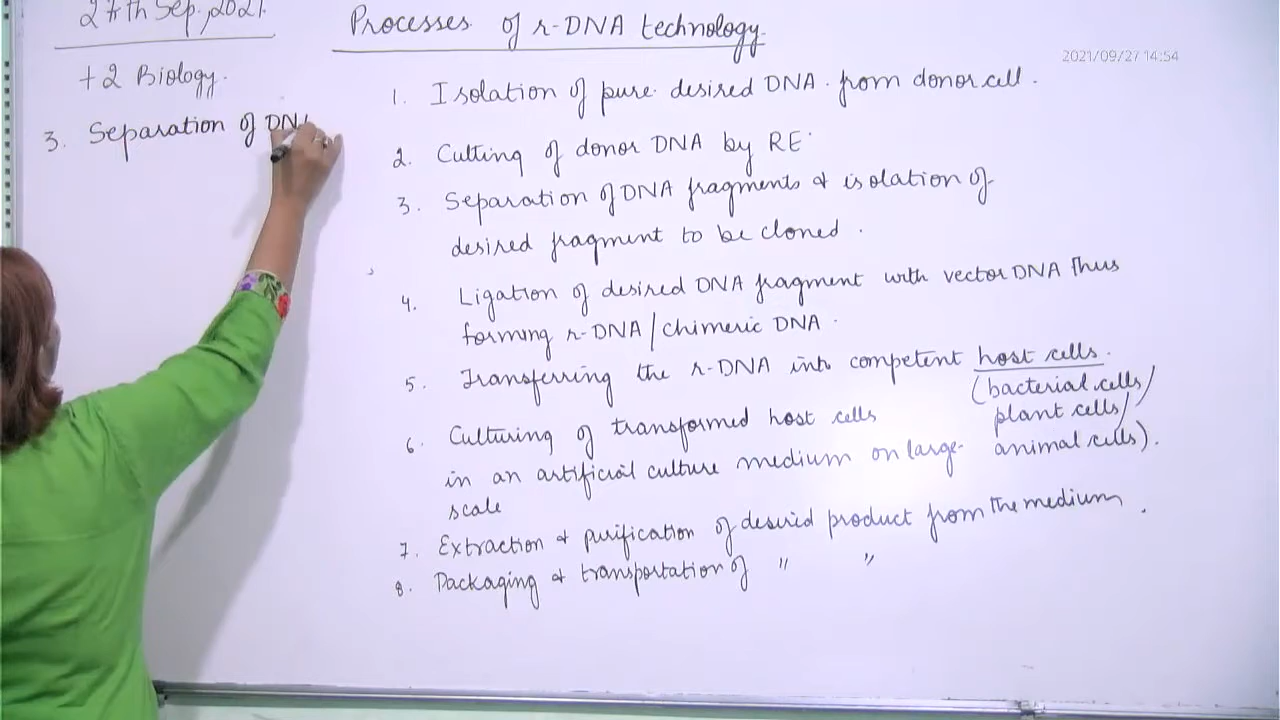 27th Sep., 2021.
+2 Biology.
3. Separation of DNA
Processes of r-DNA technology.
2021/09/27 14:54
1. Isolation of pure desired DNA from donor cell.
2. Cutting of donor DNA by RE
3. Separation of DNA fragments & isolation of
desired fragment to be cloned.
4. Ligation of desired DNA fragment with vector DNA thus
forming r-DNA/chimeric DNA.
5. Transferring the r-DNA into competent host cells.
(bacterial cells/
plant cells/
animal cells).
6. Culturing of transformed host cells
in an artificial culture medium on large-
scale
7. Extraction & purification of desired product from the medium.
8. Packaging & transportation of " "